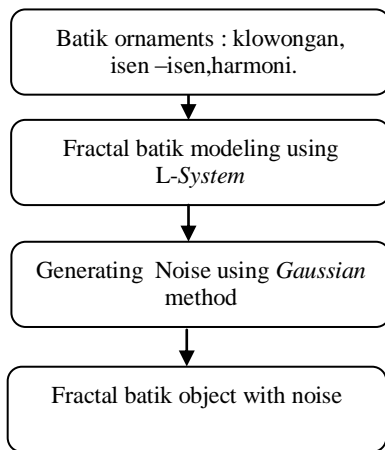 Batik ornaments : klowongan,
isen –isen,harmoni.
Fractal batik modeling using
L-System
Generating Noise using Gaussian
method
Fractal batik object with noise